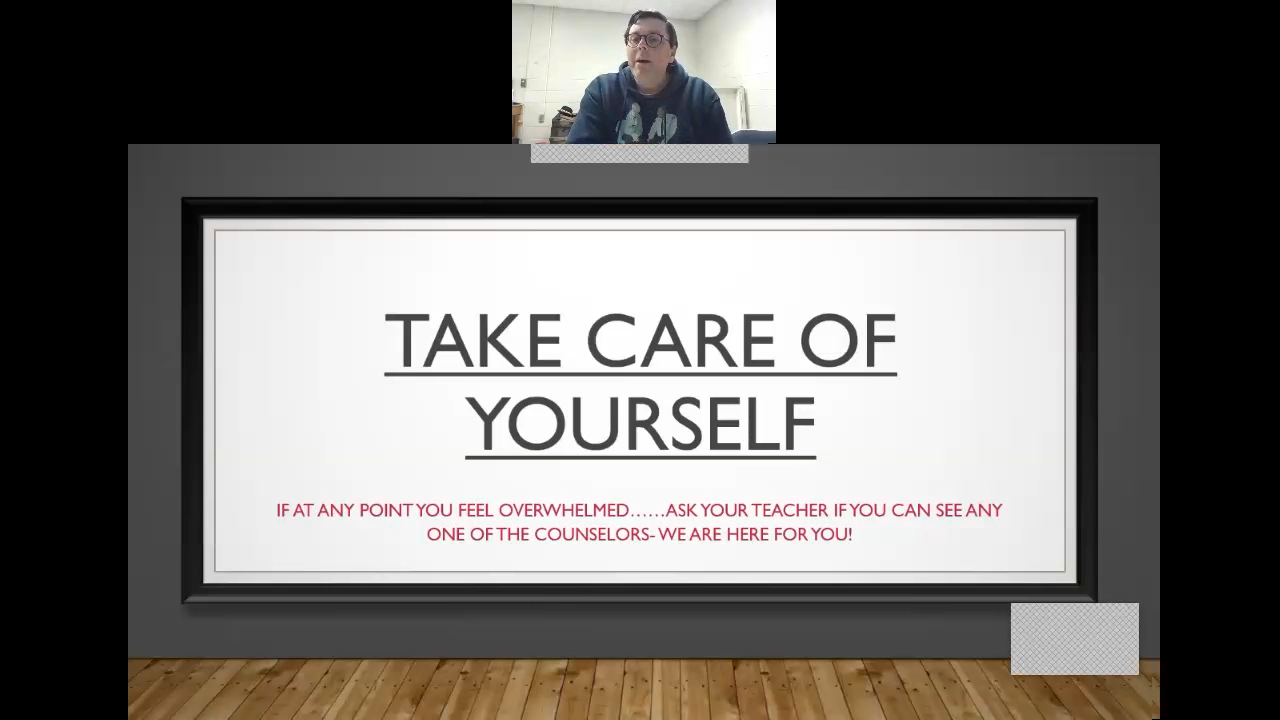 TAKE CARE OF
YOURSELF
IF AT ANY POINT YOU FEEL OVERWHELMED......ASK YOUR TEACHER IF YOU CAN SEE ANY
ONE OF THE COUNSELORS- WE ARE HERE FOR YOU!